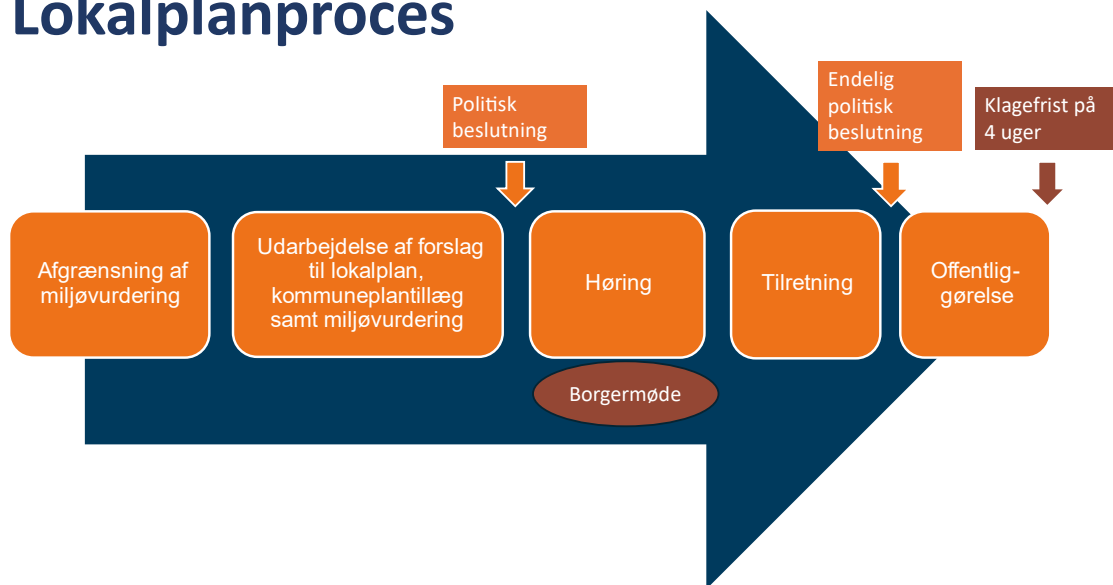 Lokalplanproces
Politisk
beslutning
Endelig
politisk
beslutning
Klagefrist på
4 uger
Afgrænsning af
miljøvurdering
Udarbejdelse af forslag
til lokalplan,
kommuneplantillæg
samt miljøvurdering
Høring
Tilretning
Offentlig-
gørelse
Borgermøde